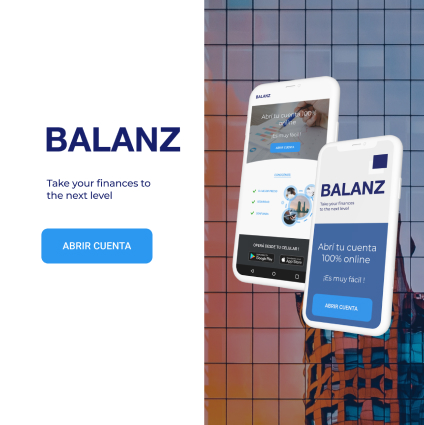 BALANZ
Take your finances to
the next level
ABRIR CUENTA
BALANZ
Abrí tu cuenta 100%
online
¡Es muy fácil!
ABRIR CUENTA
OPERÁ DESDE TU CELULAR!
Google Play
App Store
BALANZ
Take your finances
to the next level
Abrí tu cuenta
100% online
¡Es muy fácil !
ABRIR CUENTA